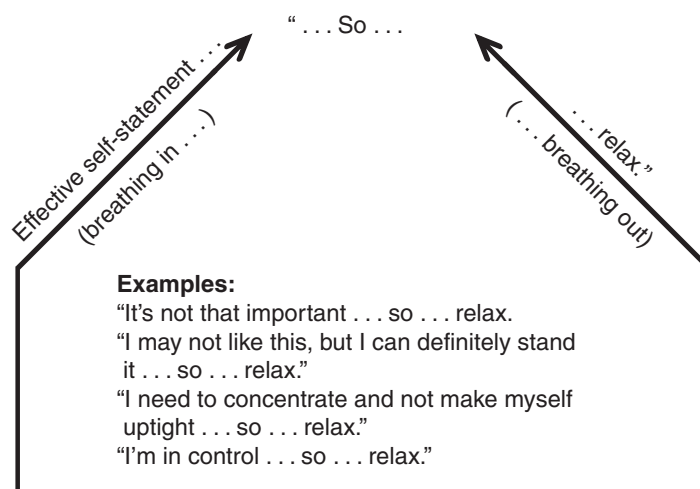 “ . . . So . . .
Effective self-statement . . .
(breathing in . . .)
. . . relax.”
( . . . breathing out)
Examples:
“It’s not that important . . . so . . . relax.
“I may not like this, but I can definitely stand
it . . . so . . . relax.”
“I need to concentrate and not make myself
uptight . . . so . . . relax.”
“I’m in control . . . so . . . relax.”